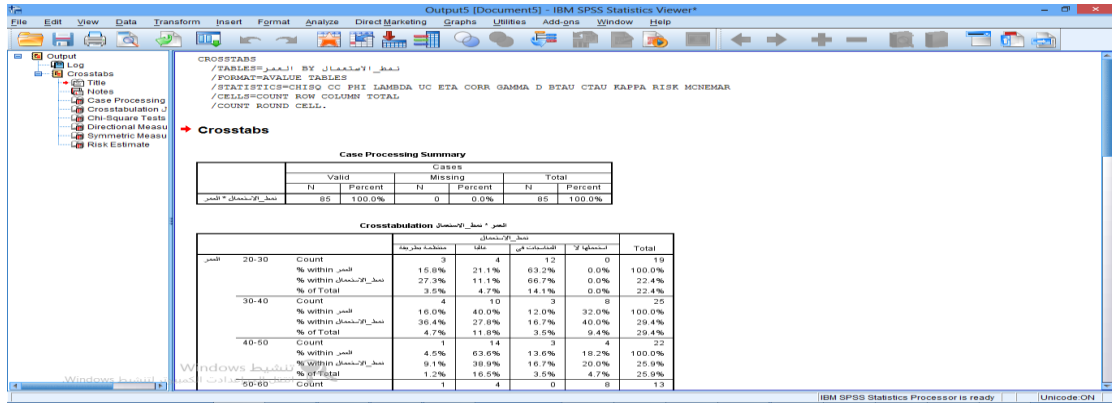 Output5 [Document5] - IBM SPSS Statistics Viewer*
File Edit View Data Transform Insert Format Analyze Direct Marketing Graphs Utilities Add-ons Window Help
Output
Log
Crosstabs
Title
Notes
Case Processing
Crosstabulation J
Chi-Square Tests
Directional Measu
Symmetric Measu
Risk Estimate
CROSSTABS
/TABLES=العمر BY نمط_الاستعمال
/FORMAT=AVALUE TABLES
/STATISTICS=CHISQ CC PHI LAMBDA UC ETA CORR GAMMA D BTAU CTAU KAPPA RISK MCNEMAR
/CELLS=COUNT ROW COLUMN TOTAL
/COUNT ROUND CELL.
Crosstabs
Case Processing Summary
Cases
Valid Missing Total
N Percent N Percent N Percent
العمر * نمط_الاستعمال 85 100.0% 0 0.0% 85 100.0%
العمر * نمط_الاستعمال Crosstabulation
نمط_الاستعمال
منتظمة بطريقة غالبا المناسبات في استعملها لا Total
العمر 20-30 Count 3 4 12 0 19
% within العمر 15.8% 21.1% 63.2% 0.0% 100.0%
% within نمط_الاستعمال 27.3% 11.1% 66.7% 0.0% 22.4%
% of Total 3.5% 4.7% 14.1% 0.0% 22.4%
30-40 Count 4 10 3 8 25
% within العمر 16.0% 40.0% 12.0% 32.0% 100.0%
% within نمط_الاستعمال 36.4% 27.8% 16.7% 40.0% 29.4%
% of Total 4.7% 11.8% 3.5% 9.4% 29.4%
40-50 Count 1 14 3 4 22
% within العمر 4.5% 63.6% 13.6% 18.2% 100.0%
% within نمط_الاستعمال 9.1% 38.9% 16.7% 20.0% 25.9%
% of Total 1.2% 16.5% 3.5% 4.7% 25.9%
50-60 Count 1 4 0 8 13
تنشيط Windows
لتنشيط Windows
IBM SPSS Statistics Processor is ready Unicode:ON